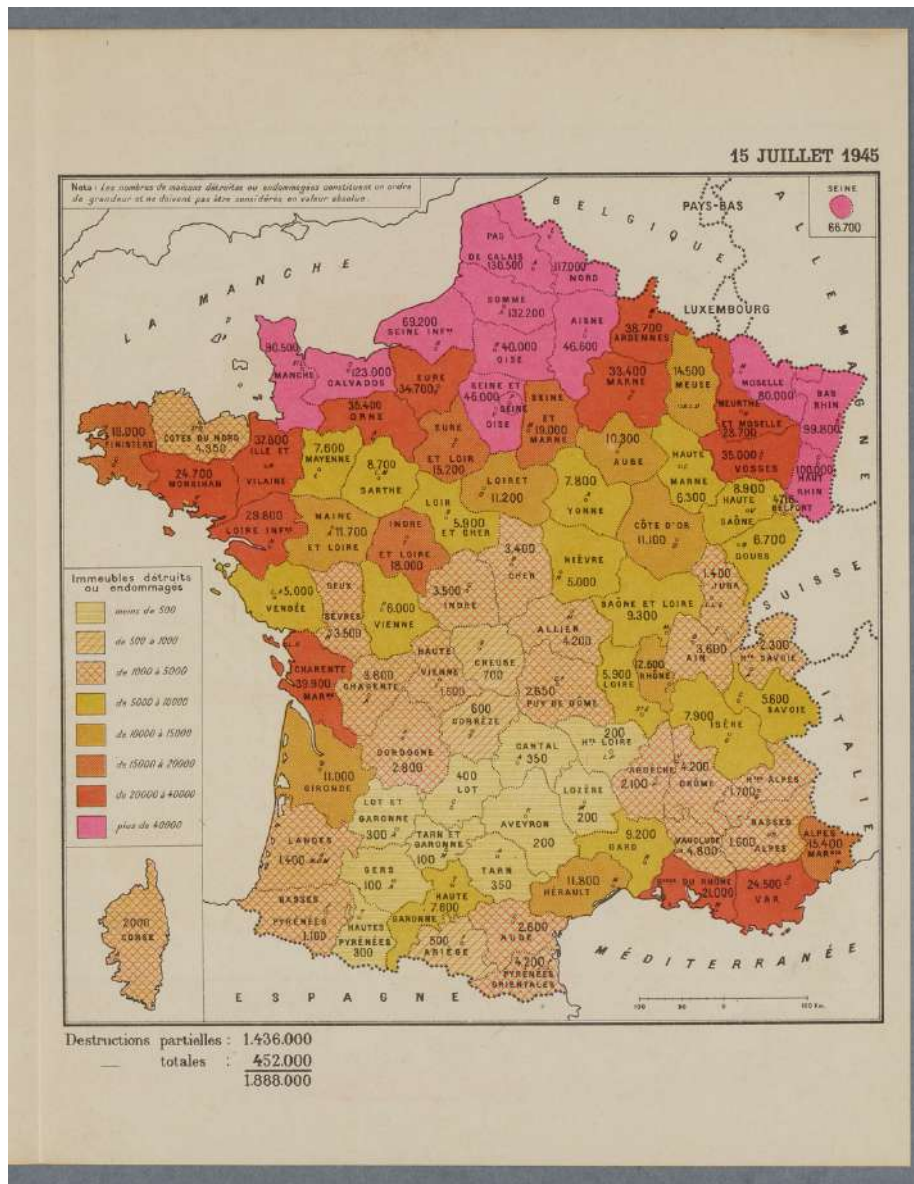 15 JUILLET 1945
Nota : Les nombres de maisons détruites ou endommagées constituent un ordre
de grandeur et ne doivent pas être considérés en valeur absolue.
SEINE
66.700
BELGIQUE
PAYS-BAS
ALLEMAGNE
LUXEMBOURG
LA MANCHE
PAS
DE CALAIS
130.500
117.000
NORD
SOMME
132.200
69.200
SEINE INFre
AISNE
46.600
40.000
OISE
38.700
ARDENNES
90.500
MANCHE
123.000
CALVADOS
EURE
34.700
SEINE ET
46.000
SEINE
OISE
SEINE
ET
19.000
MARNE
33.400
MARNE
14.500
MEUSE
MOSELLE
80.000
MEURTHE
ET MOSELLE
28.700
BAS
RHIN
99.800
35.400
ORNE
18.000
FINISTÈRE
COTES DU NORD
4.350
37.600
ILLE ET
VILAINE
24.700
MORBIHAN
7.600
MAYENNE
8.700
SARTHE
EURE
ET LOIR
15.200
LOIRET
11.200
10.300
AUBE
HAUTE
MARNE
6.300
35.000
VOSGES
100.000
HAUT
RHIN
8.900
HAUTE
SAÔNE
BELFORT
29.800
LOIRE INFre
MAINE
11.700
ET LOIRE
INDRE
ET LOIRE
18.000
LOIR
5.900
ET CHER
7.800
YONNE
CÔTE D'OR
11.100
6.700
DOUBS
3.400
CHER
NIÈVRE
5.000
1.400
JURA
SUISSE
Immeubles détruits
ou endommagés
moins de 500
de 500 à 1000
de 1000 à 5000
de 5000 à 10000
de 10000 à 15000
de 15000 à 20000
de 20000 à 40000
plus de 40000
5.000
VENDÉE
DEUX
SÈVRES
3.500
6.000
VIENNE
3.500
INDRE
SAÔNE ET LOIRE
9.300
ALLIER
4.200
3.600
AIN
2.300
Hte SAVOIE
CHARENTE
39.900
MARme
CHARENTE
HAUTE
VIENNE
CREUSE
700
2.650
PUY DE DOME
5.900
LOIRE
12.600
RHÔNE
5.600
SAVOIE
7.900
ISÈRE
600
CORRÈZE
DORDOGNE
2.800
CANTAL
350
200
Hte LOIRE
ARDÈCHE
2.100
4.200
DRÔME
Htes ALPES
1.700
ITALIE
11.000
GIRONDE
400
LOT
LOT ET
GARONNE
300
LOZÈRE
200
AVEYRON
200
TARN ET
GARONNE
100
9.200
GARD
VAUCLUSE
4.800
BASSES
1.600
ALPES
ALPES
15.400
MARmes
LANDES
1.400
GERS
100
TARN
350
11.800
HÉRAULT
DU RHÔNE
21.000
24.500
VAR
BASSES
PYRÉNÉES
1.100
HAUTES
PYRÉNÉES
300
HAUTE
7.600
GARONNE
500
ARIÈGE
2.600
AUDE
4.200
PYRÉNÉES
ORIENTALES
2000
CORSE
MÉDITERRANÉE
ESPAGNE
100 50 0 100 Km.
Destructions partielles : 1.436.000
— totales : 452.000
1.888.000